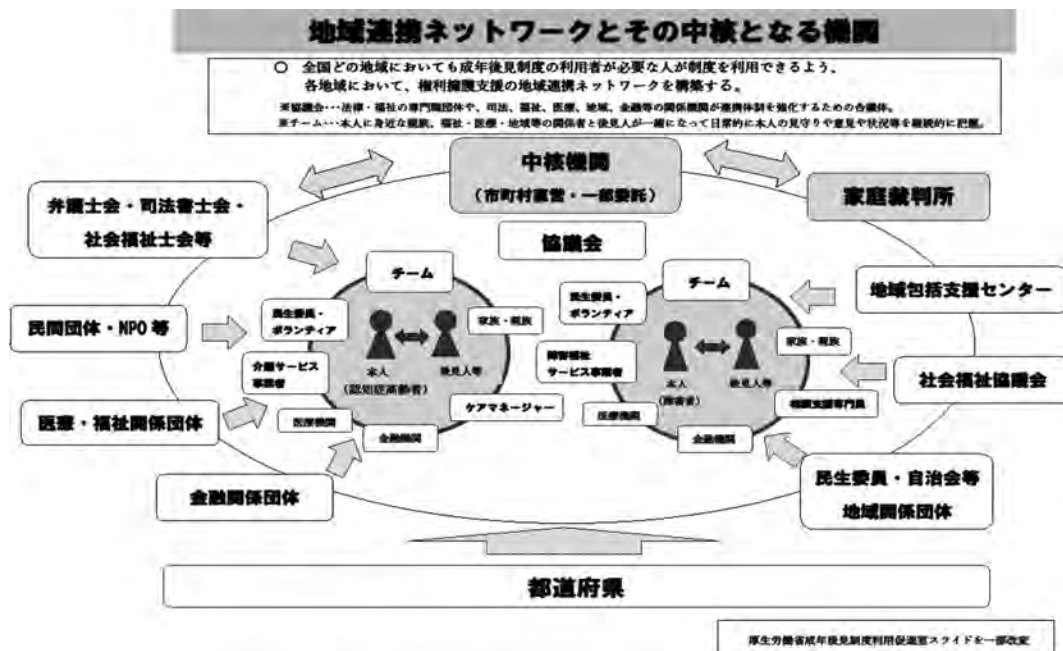 地域連携ネットワークとその中核となる機関
○ 全国どの地域においても成年後見制度の利用者が必要な人が制度を利用できるよう、
各地域において、権利擁護支援の地域連携ネットワークを構築する。
※協議会…法律・福祉の専門職団体や、司法、福祉、医療、地域、金融等の関係機関が連携体制を強化するための合議体。
※チーム…本人に身近な親族、福祉・医療・地域等の関係者と後見人が一緒になって日常的に本人の見守りや意見や状況等を継続的に把握。
中核機関
(市町村直営・一部委託)
協議会
家庭裁判所
弁護士会・司法書士会・
社会福祉士会等
民間団体・NPO 等
医療・福祉関係団体
金融関係団体
チーム
民生委員・
ボランティア
介護サービス
事業者
医療機関
金融機関
ケアマネージャー
家族・親族
本人
(認知症高齢者)
後見人等
チーム
民生委員・
ボランティア
障害福祉
サービス事業者
医療機関
金融機関
相談支援専門員
家族・親族
本人
(障害者)
後見人等
地域包括支援センター
社会福祉協議会
民生委員・自治会等
地域関係団体
都道府県
厚生労働省成年後見制度利用促進室スライドを一部改変